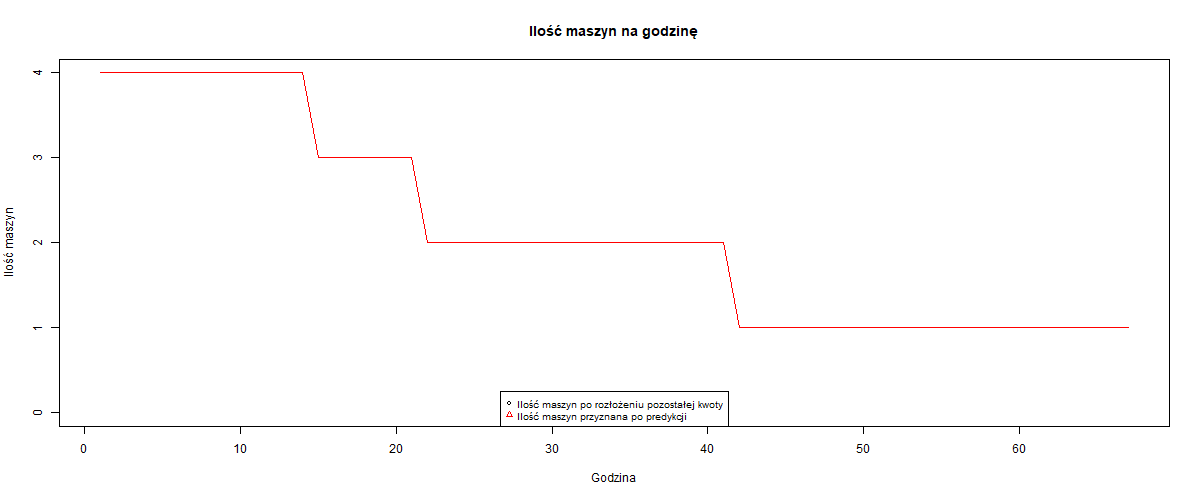 Ilość maszyn na godzinę
Ilość maszyn
4
3
2
1
0
Ilość maszyn po rozłożeniu pozostałej kwoty
Ilość maszyn przyznana po predykcji
0 10 20 30 40 50 60
Godzina